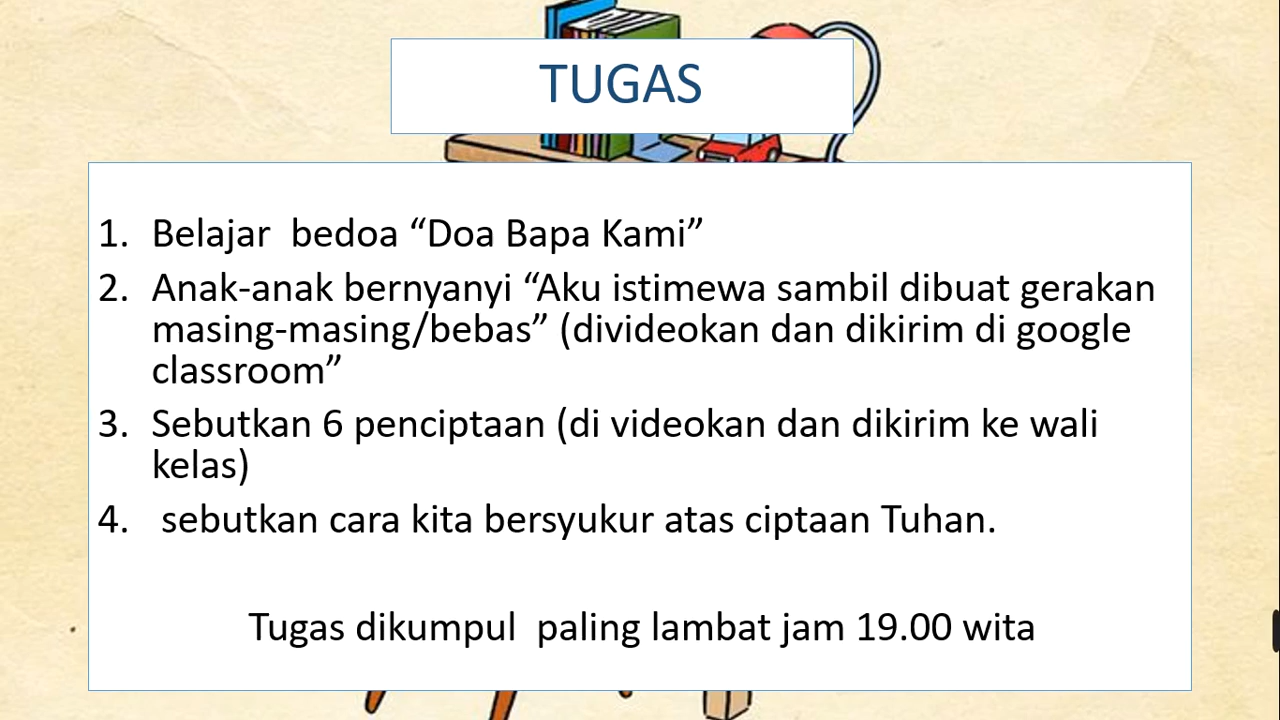 TUGAS
1. Belajar  bedoa “Doa Bapa Kami”
2. Anak-anak bernyanyi “Aku istimewa sambil dibuat gerakan
masing-masing/bebas” (divideokan dan dikirim di google
classroom”
3. Sebutkan 6 penciptaan (di videokan dan dikirim ke wali
kelas)
4.  sebutkan cara kita bersyukur atas ciptaan Tuhan.
Tugas dikumpul  paling lambat jam 19.00 wita